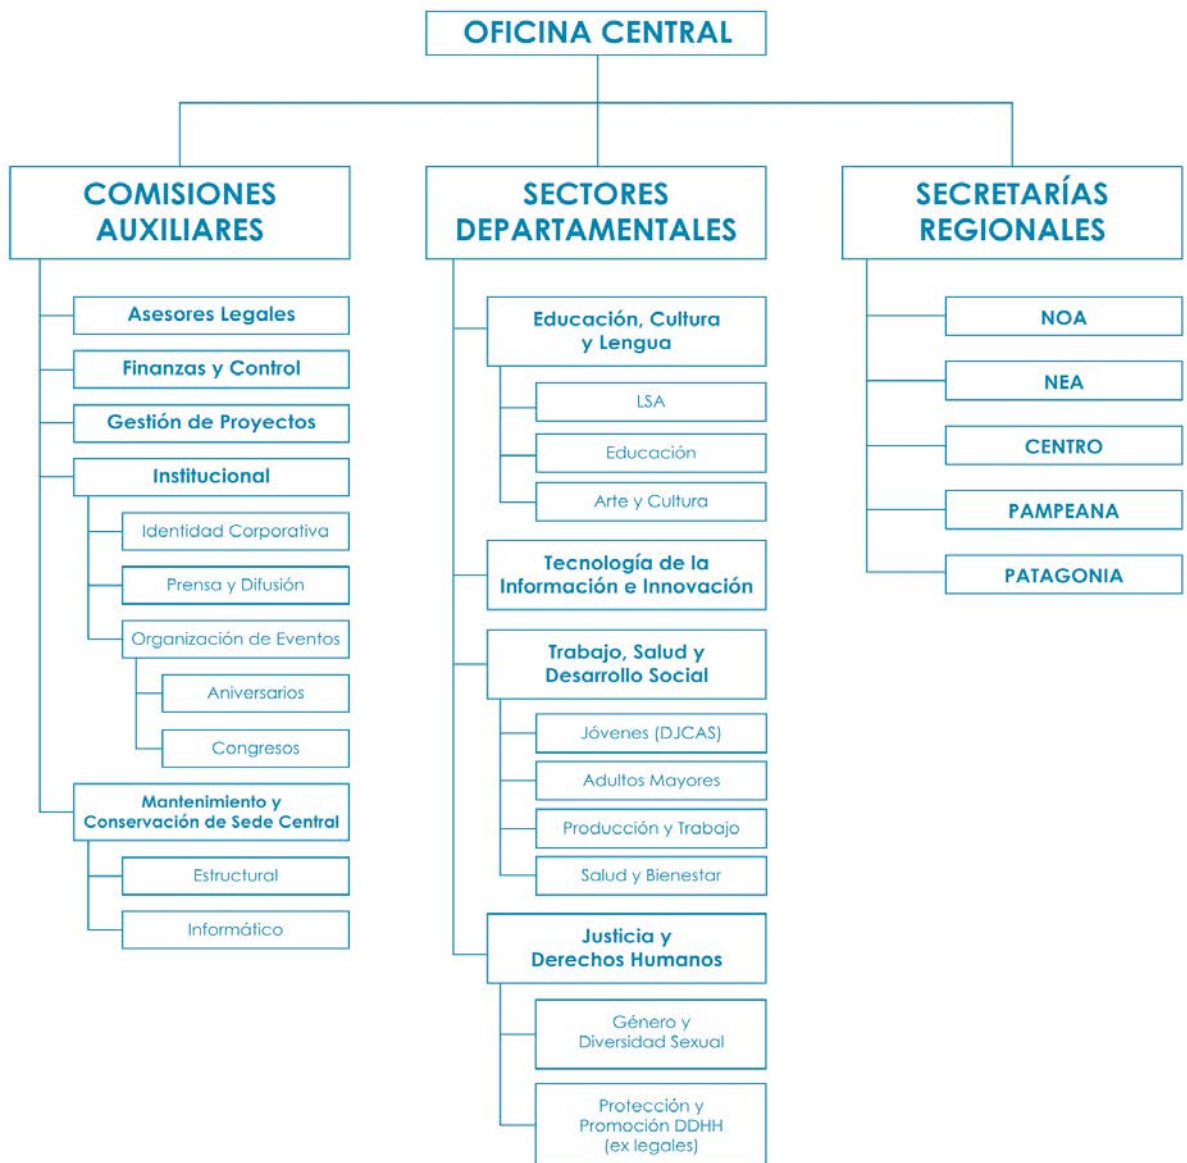 OFICINA CENTRAL
COMISIONES
AUXILIARES
Asesores Legales
Finanzas y Control
Gestión de Proyectos
Institucional
Identidad Corporativa
Prensa y Difusión
Organización de Eventos
Aniversarios
Congresos
Mantenimiento y
Conservación de Sede Central
Estructural
Informático
SECTORES
DEPARTAMENTALES
Educación, Cultura
y Lengua
LSA
Educación
Arte y Cultura
Tecnología de la
Información e Innovación
Trabajo, Salud y
Desarrollo Social
Jóvenes (DJCAS)
Adultos Mayores
Producción y Trabajo
Salud y Bienestar
Justicia y
Derechos Humanos
Género y
Diversidad Sexual
Protección y
Promoción DDHH
(ex legales)
SECRETARÍAS
REGIONALES
NOA
NEA
CENTRO
PAMPEANA
PATAGONIA